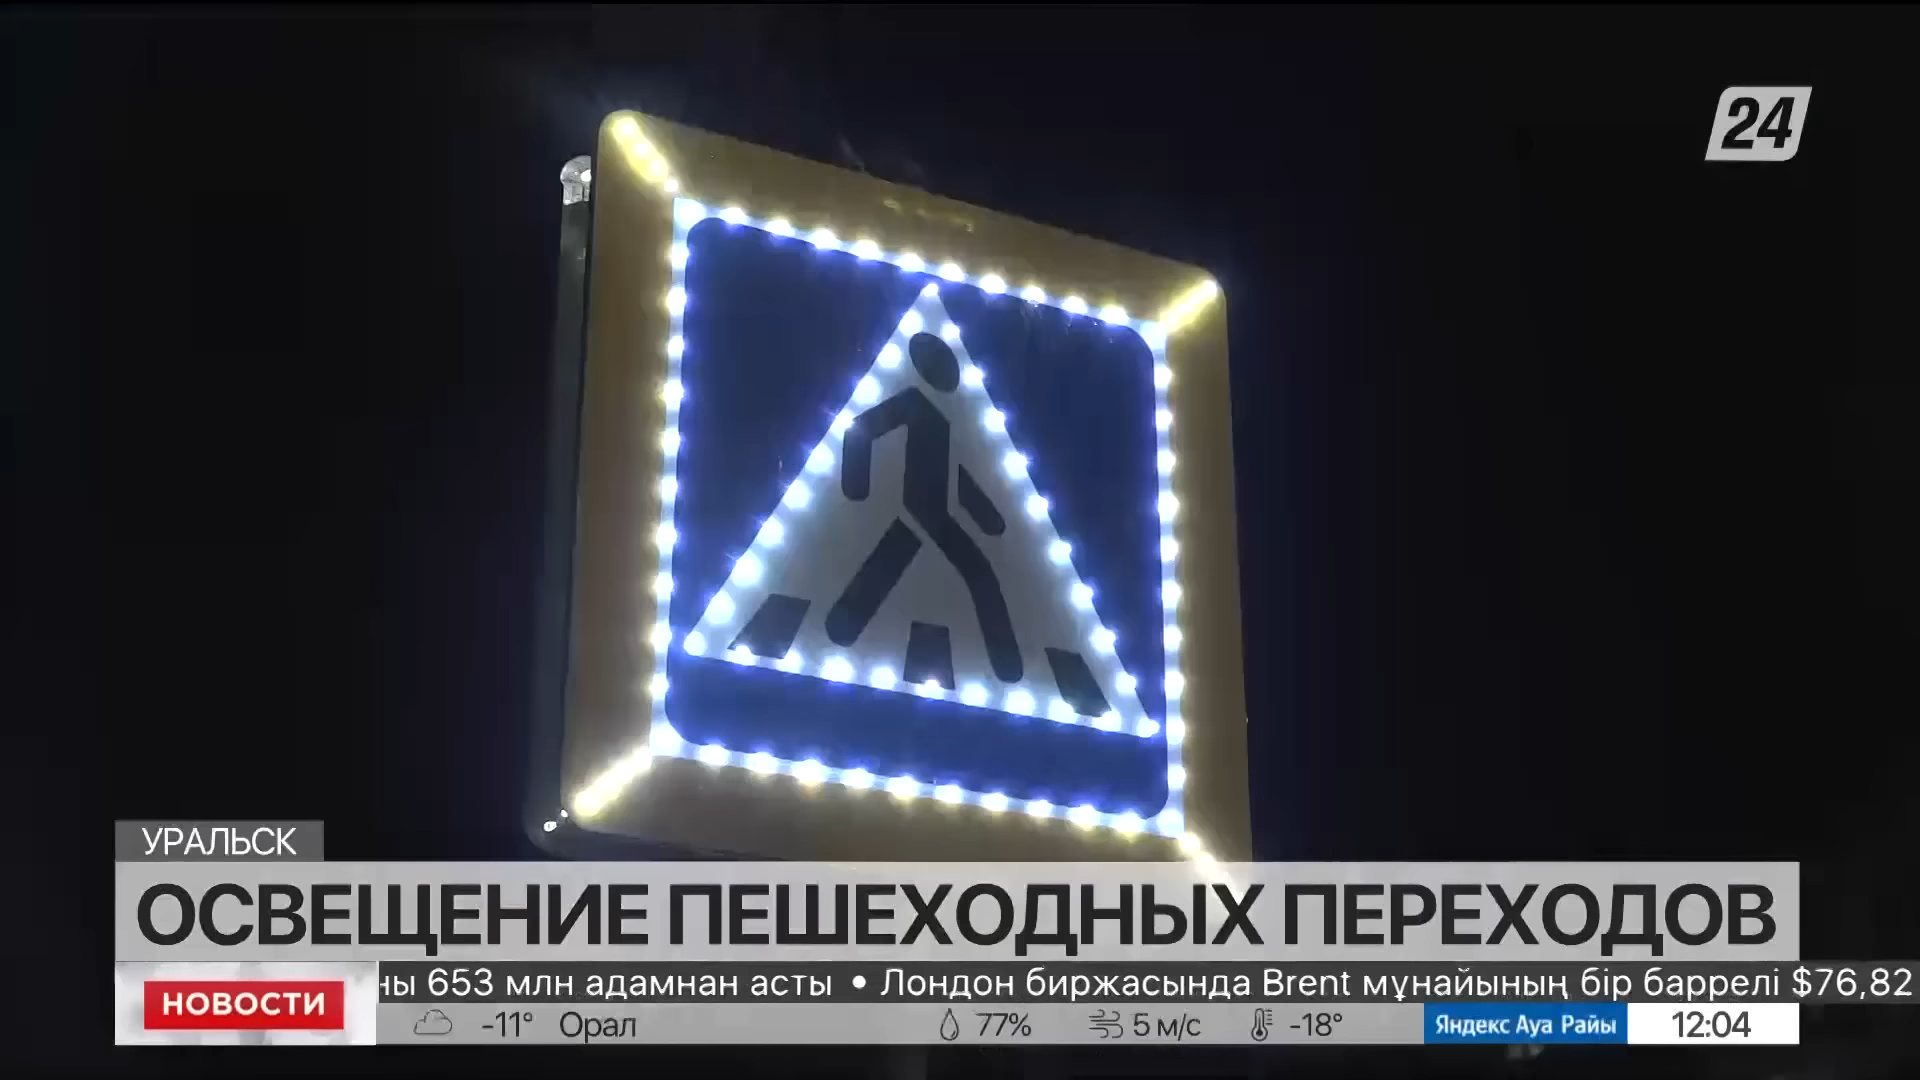 24
УРАЛЬСК
ОСВЕЩЕНИЕ ПЕШЕХОДНЫХ ПЕРЕХОДОВ
НОВОСТИ
ны 653 млн адамнан асты • Лондон биржасында Brent мұнайының бір баррелі $76,82
-11° Орал 77% 5 м/с -18° Яндекс Ауа Райы 12:04